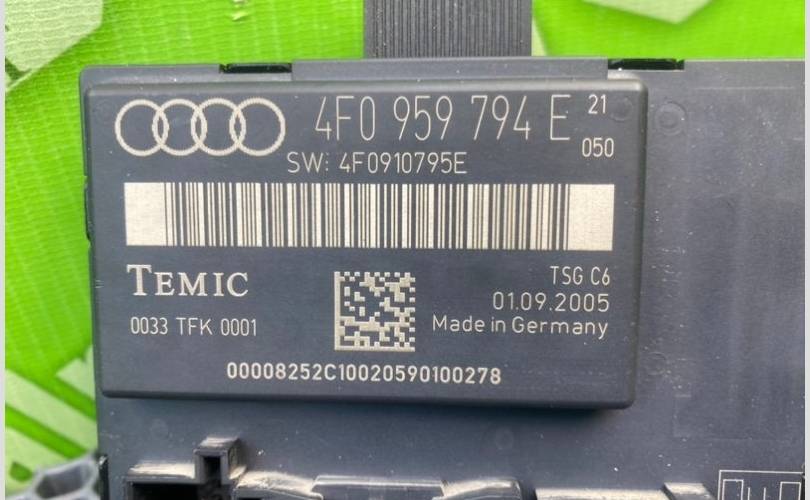 4F0 959 794 E 21
050
SW: 4F0910795E
TEMIC
TSG C6
01.09.2005
0033 TFK 0001
Made in Germany
00008252C10020590100278